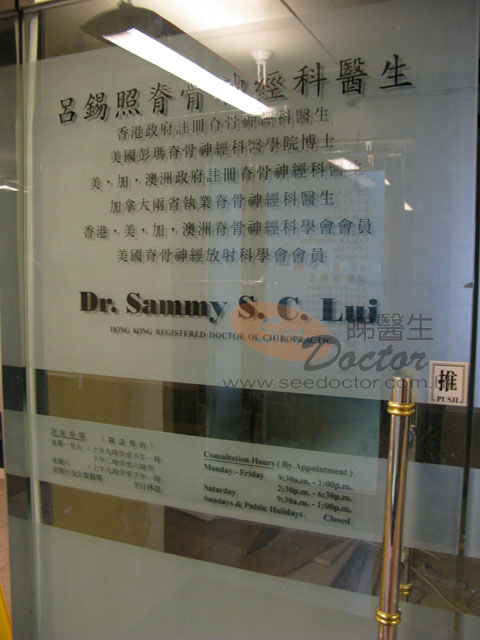 呂錫照脊骨神經科醫生
香港政府註冊脊骨神經科醫生
美國彭瑪脊骨神經科醫學院博士
美，加，澳洲政府註冊脊骨神經科醫生
加拿大兩省執業脊骨神經科醫生
香港，美，加，澳洲脊骨神經科學會會員
美國脊骨神經放射科學會會員
Dr. Sammy S. C. Lui
HONG KONG REGISTERED DOCTOR OF CHIROPRACTIC
睇醫生
See Doctor
www.seedoctor.com.h
推
PUSH
Consultation Hours ( By Appointment )
Monday - Friday 9:30a.m. - 1:00p.m.
2:30p.m. - 6:30p.m.
Saturday 9:30a.m. - 1:00p.m.
Sundays & Public Holidays Closed